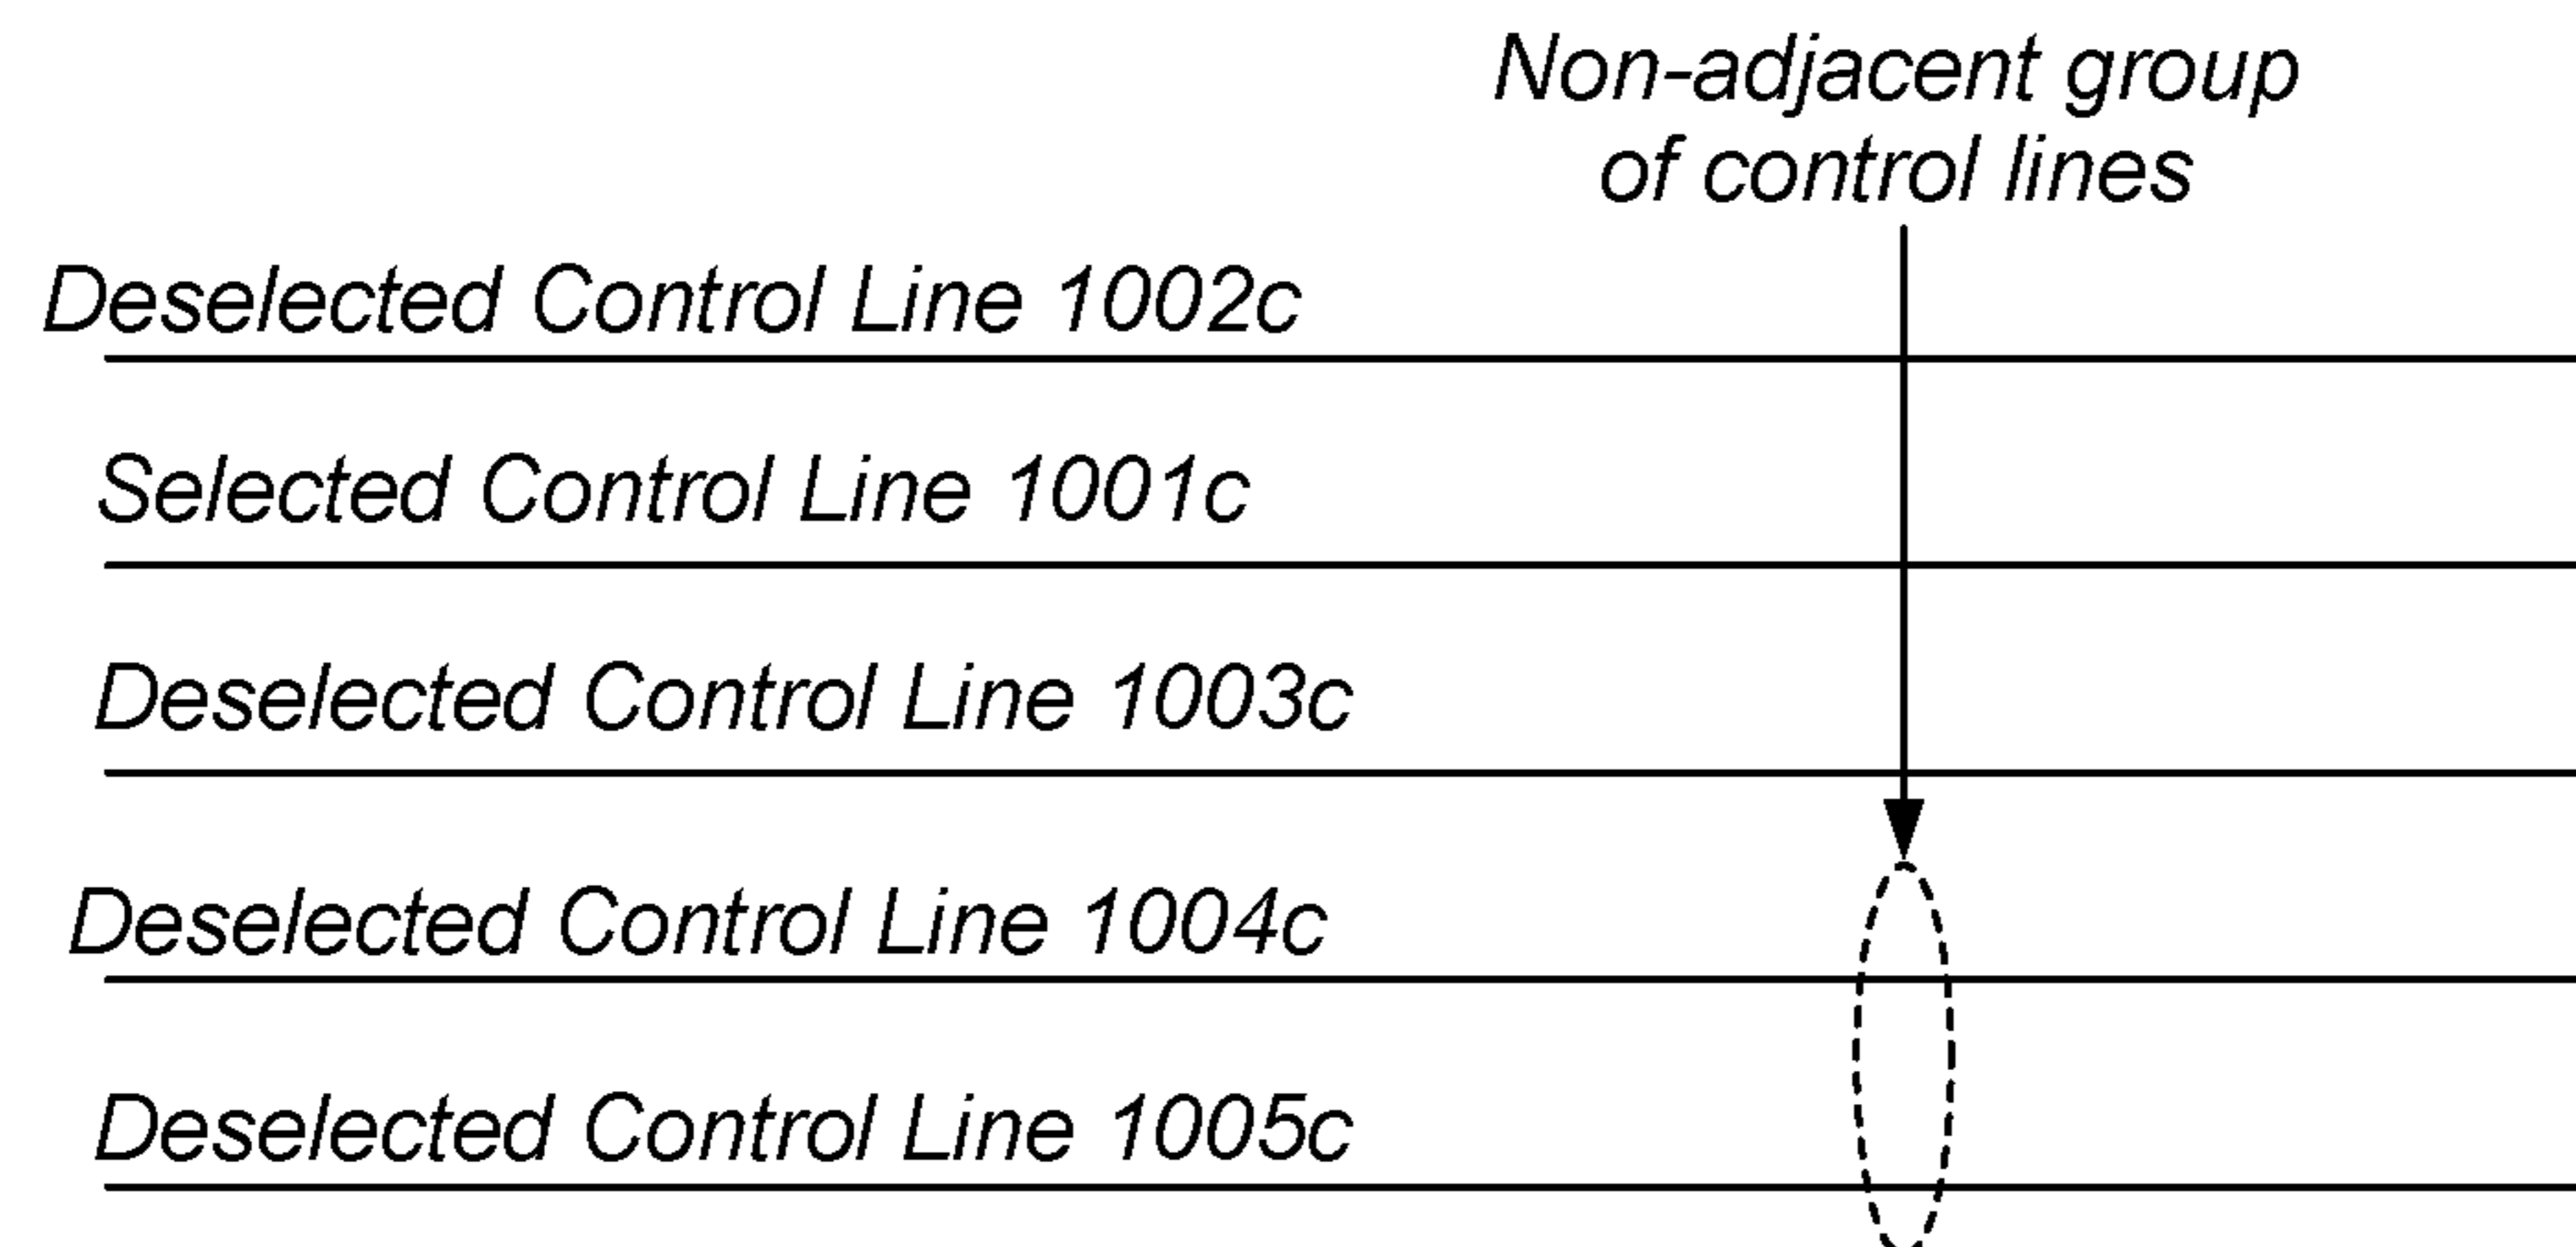 Non-adjacent group
of control lines
Deselected Control Line 1002c
Selected Control Line 1001c
Deselected Control Line 1003c
Deselected Control Line 1004c
Deselected Control Line 1005c